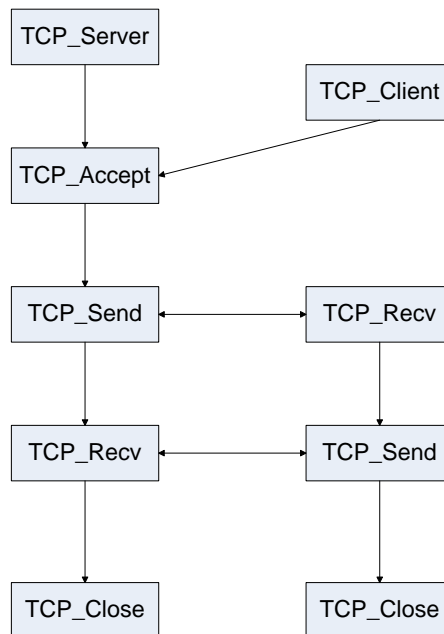 TCP_Server
TCP_Client
TCP_Accept
TCP_Send
TCP_Recv
TCP_Recv
TCP_Send
TCP_Close
TCP_Close